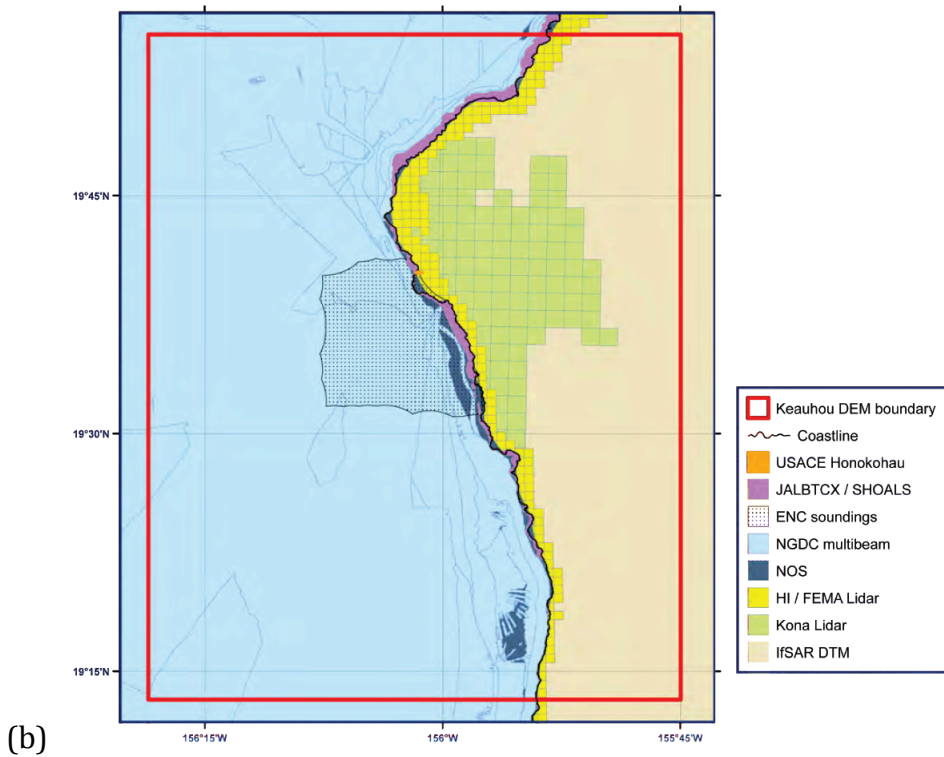 19°45'N
19°30'N
19°15'N
156°15'W
156°W
155°45'W
Keauhou DEM boundary
Coastline
USACE Honokohau
JALBTCX / SHOALS
ENC soundings
NGDC multibeam
NOS
HI / FEMA Lidar
Kona Lidar
IfSAR DTM
(b)